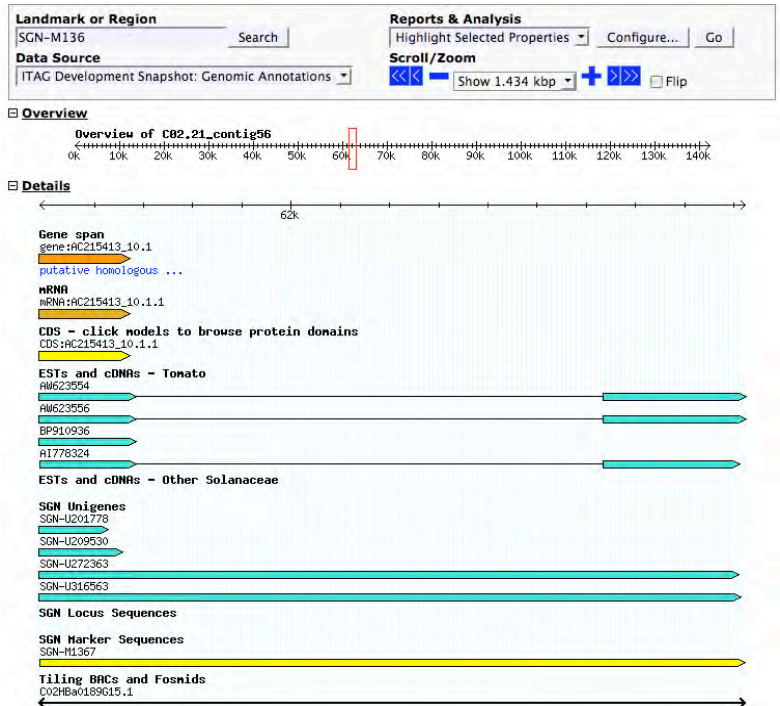 Landmark or Region
SGN-M136 Search
Reports & Analysis
Highlight Selected Properties Configure... Go
Data Source
ITAG Development Snapshot: Genomic Annotations
Scroll/Zoom
Show 1.434 kbp Flip
Overview
Overview of C02.21_contig56
0k 10k 20k 30k 40k 50k 60k 70k 80k 90k 100k 110k 120k 130k 140k
Details
62k
Gene span
gene:AC215413_10.1
putative homologous ...
mRNA
mRNA:AC215413_10.1.1
CDS - click models to browse protein domains
CDS:AC215413_10.1.1
ESTs and cDNAs - Tomato
AW623554
AW623556
BP910936
AI778324
ESTs and cDNAs - Other Solanaceae
SGN Unigenes
SGN-U201778
SGN-U209530
SGN-U272363
SGN-U316563
SGN Locus Sequences
SGN Marker Sequences
SGN-M1367
Tiling BACs and Fosmids
C02HBa0189G15.1